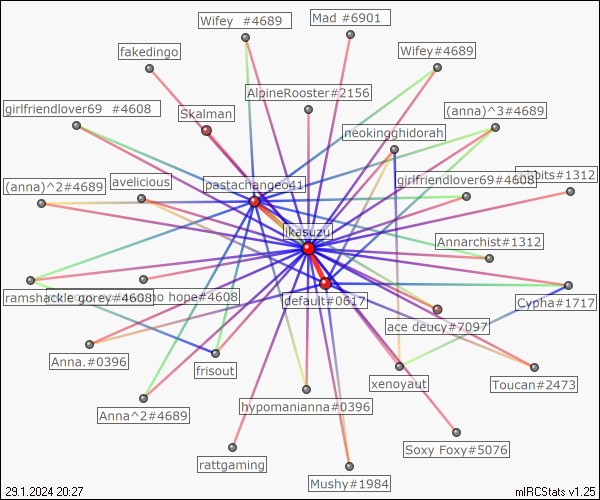 Wifey #4689
Mad #6901
fakedingo
Wifey#4689
AlpineRooster#2156
girlfriendlover69 #4608
Skalman
(anna)^3#4689
neokingghidorah
(anna)^2#4689
avelicious
pastachangeo41
girlfriendlover69#4608
#1312
ikasuzu
Annarchist#1312
ramshackle gorey #4608
no hope#4608
default#0617
Cypha#1717
ace deucy#7097
Anna.#0396
frisout
xenoyaut
Toucan#2473
Anna^2#4689
hypomanianna#0396
rattgaming
Soxy Foxy#5076
Mushy#1984
29.1.2024 20:27
mIRCStats v1.25